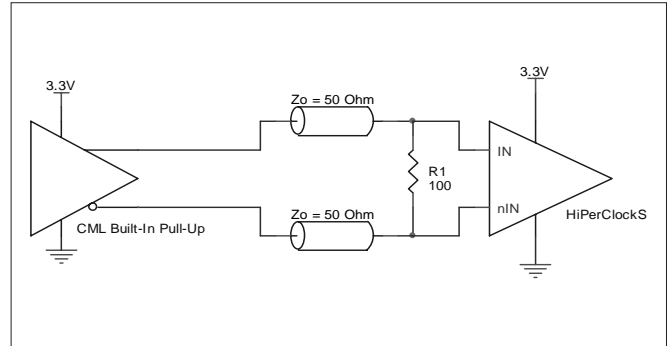 3.3V
3.3V
Zo = 50 Ohm
IN
R1
100
nIN
Zo = 50 Ohm
CML Built-In Pull-Up
HiPerClockS